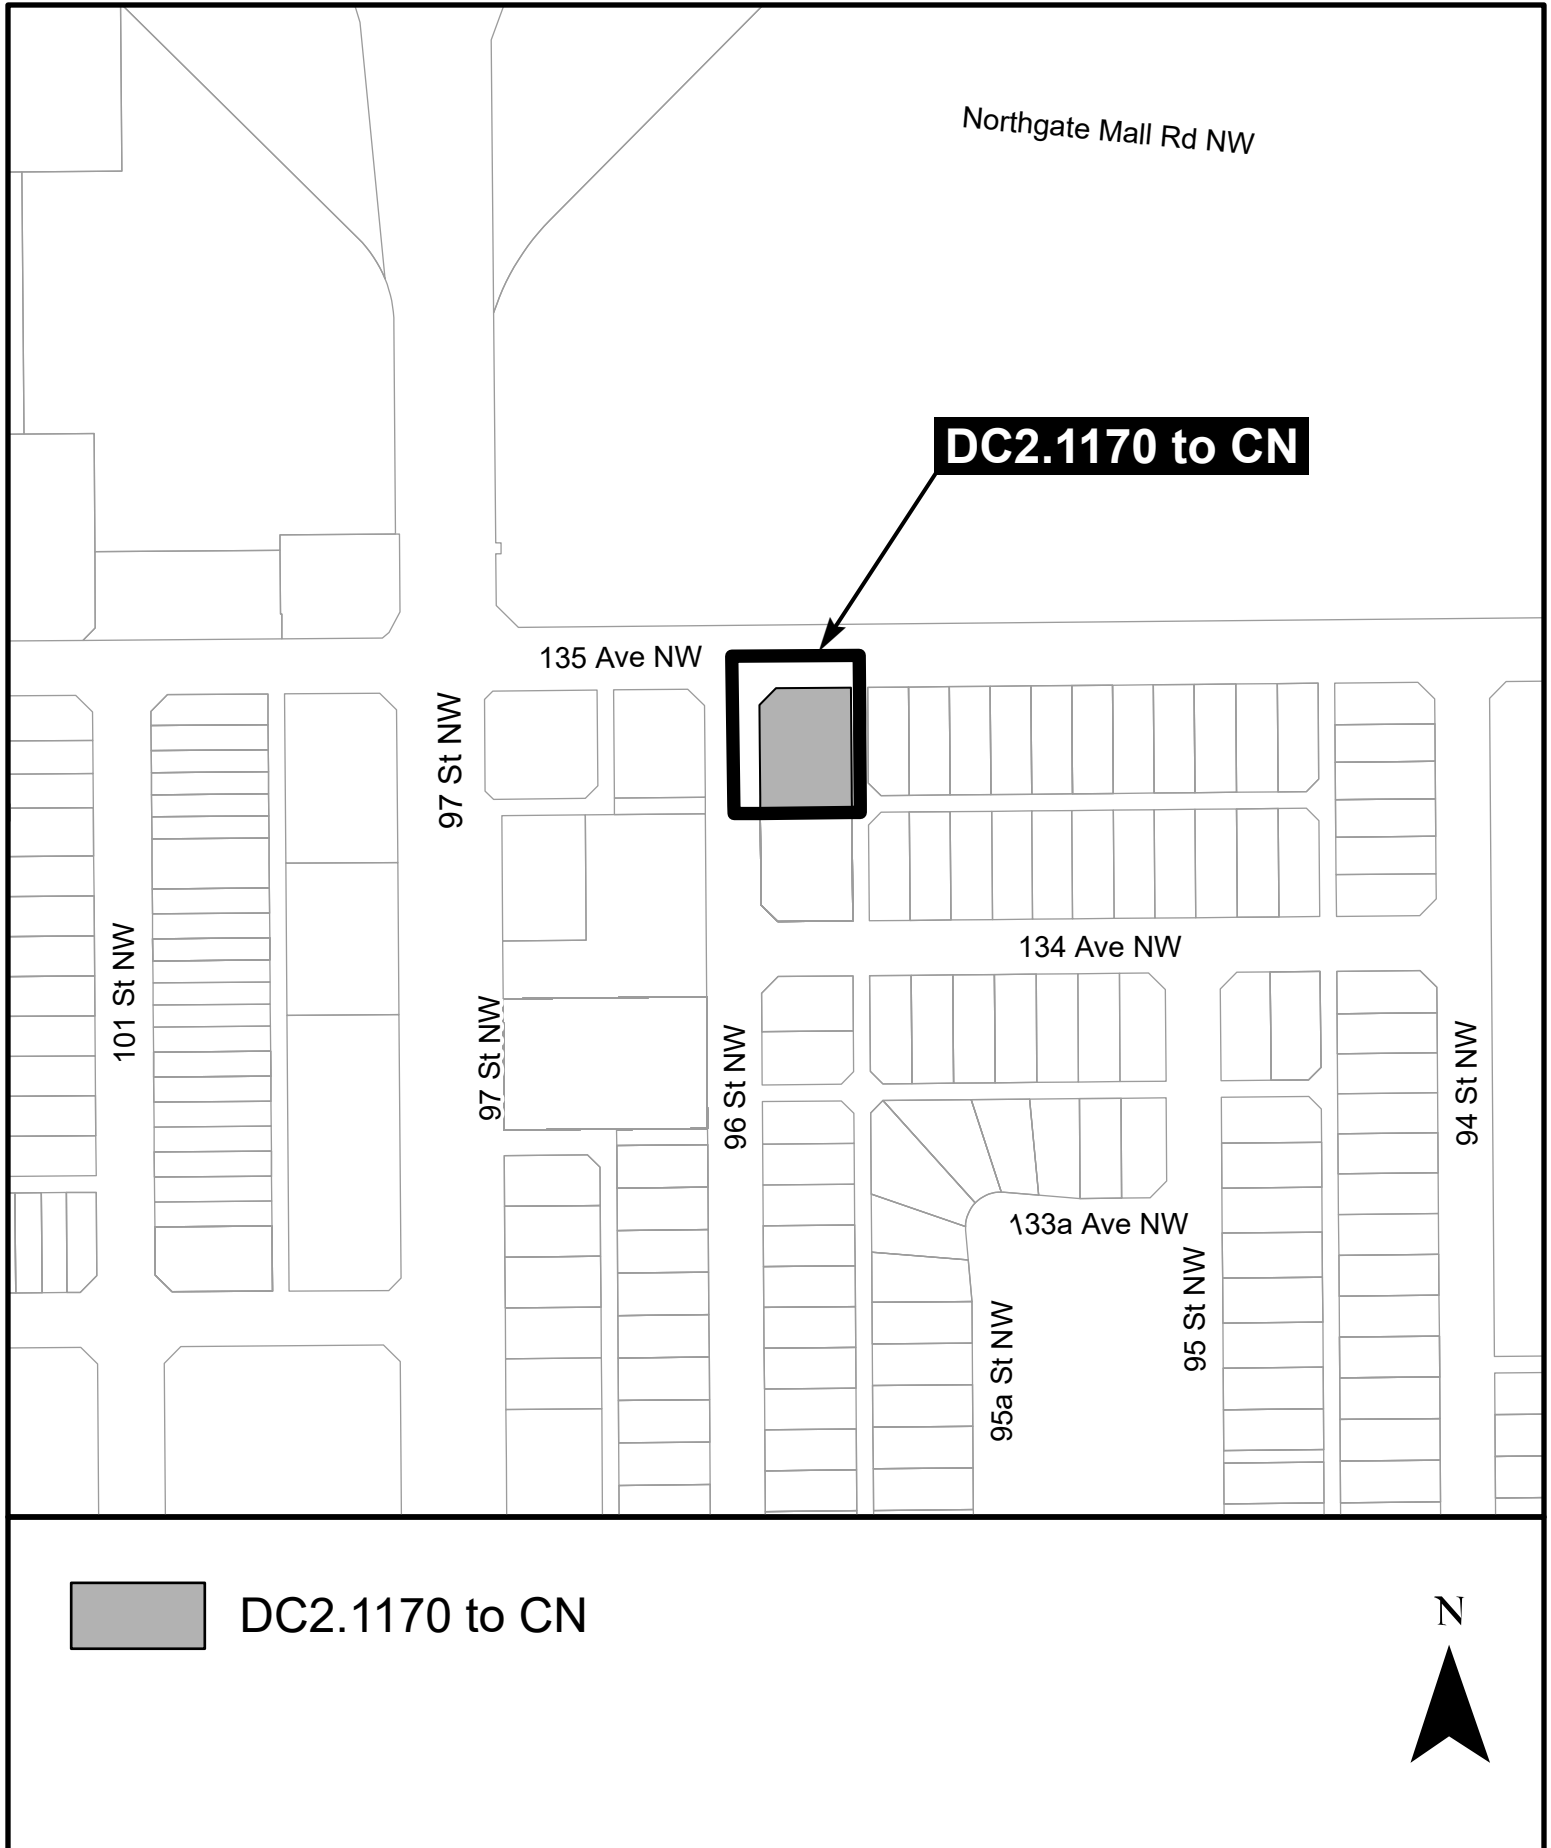 Northgate Mall Rd NW
DC2.1170 to CN
135 Ave NW
97 St NW
101 St NW
134 Ave NW
97 St NW
96 St NW
94 St NW
133a Ave NW
95 St NW
95a St NW
DC2.1170 to CN
N